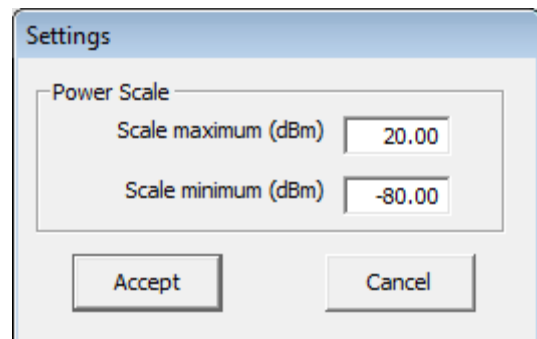 Settings
Power Scale
Scale maximum (dBm) 20.00
Scale minimum (dBm) -80.00
Accept Cancel